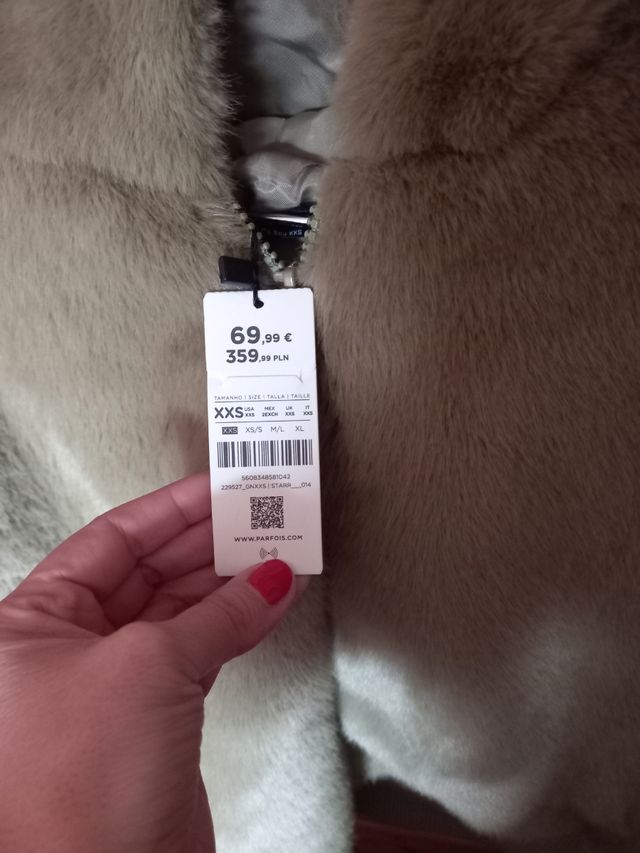 69,99 €
359,99 PLN
TAMANHO | SIZE | TALLA | TAILLE
XXS USA XXS MEX 2EXCH UK XXS IT XXS
XXS XS/S M/L XL
5608348581042
229527_GNXXS | STARR___014
WWW.PARFOIS.COM